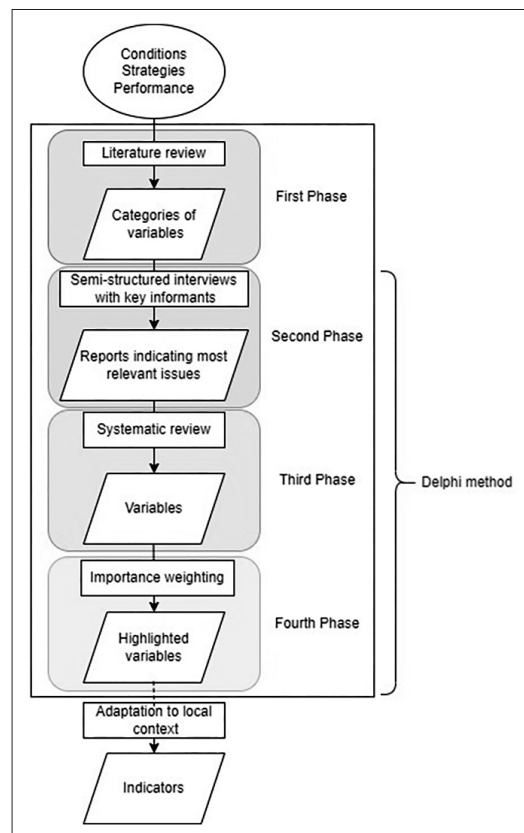 Conditions
Strategies
Performance
Literature review
First Phase
Categories of
variables
Semi-structured interviews
with key informants
Second Phase
Reports indicating most
relevant issues
Systematic review
Third Phase
Delphi method
Variables
Importance weighting
Fourth Phase
Highlighted
variables
Adaptation to local
context
Indicators